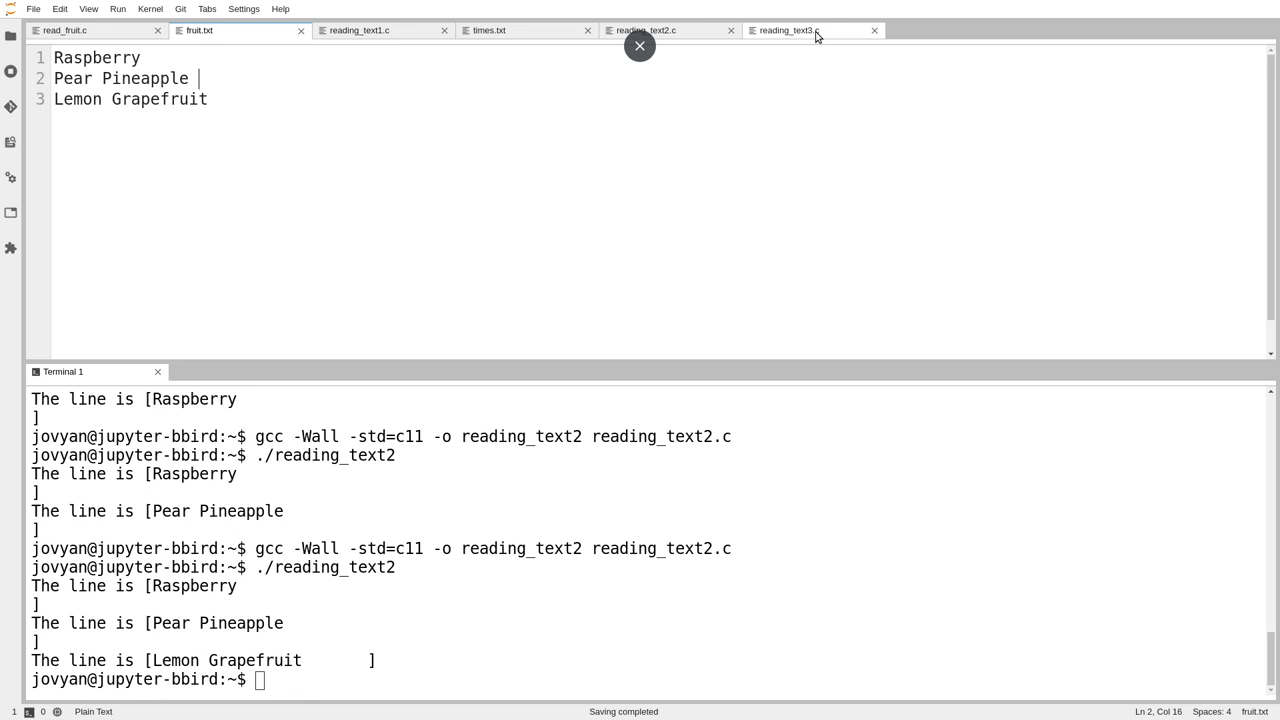 File Edit View Run Kernel Git Tabs Settings Help
read_fruit.c fruit.txt reading_text1.c times.txt reading_text2.c reading_text3.c
1 Raspberry
2 Pear Pineapple
3 Lemon Grapefruit
Terminal 1
The line is [Raspberry
]
jovyan@jupyter-bbird:~$ gcc -Wall -std=c11 -o reading_text2 reading_text2.c
jovyan@jupyter-bbird:~$ ./reading_text2
The line is [Raspberry
]
The line is [Pear Pineapple
]
jovyan@jupyter-bbird:~$ gcc -Wall -std=c11 -o reading_text2 reading_text2.c
jovyan@jupyter-bbird:~$ ./reading_text2
The line is [Raspberry
]
The line is [Pear Pineapple
]
The line is [Lemon Grapefruit       ]
jovyan@jupyter-bbird:~$
1 0 Plain Text Saving completed Ln 2, Col 16 Spaces: 4 fruit.txt